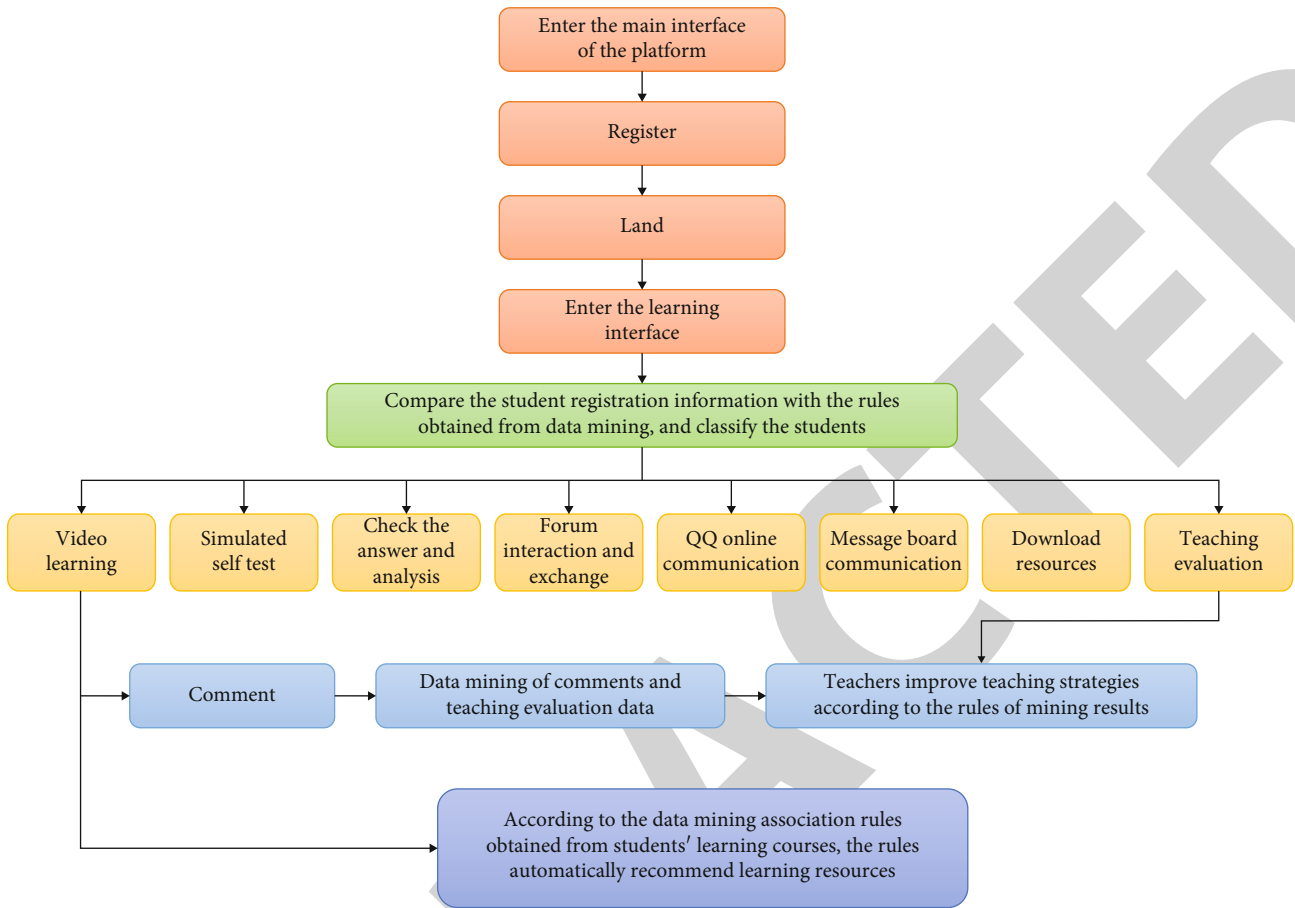 Enter the main interface
of the platform
Register
Land
Enter the learning
interface
Compare the student registration information with the rules
obtained from data mining, and classify the students
Video
learning
Simulated
self test
Check the
answer and
analysis
Forum
interaction and
exchange
QQ online
communication
Message board
communication
Download
resources
Teaching
evaluation
Comment
Data mining of comments and
teaching evaluation data
Teachers improve teaching strategies
according to the rules of mining results
According to the data mining association rules
obtained from students′ learning courses, the rules
automatically recommend learning resources
ACTED